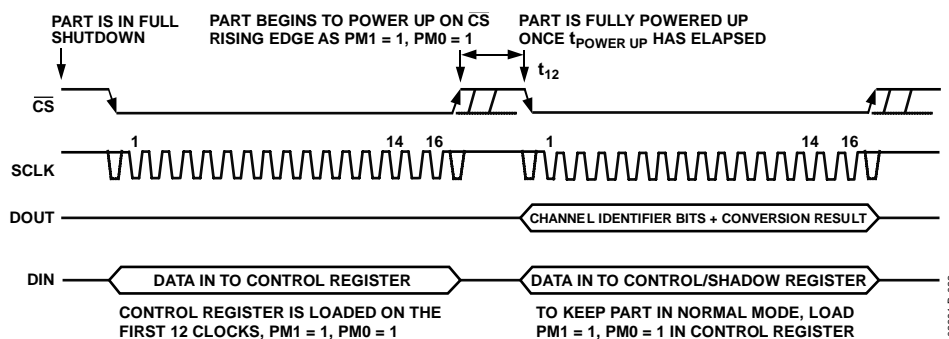 PART IS IN FULL
SHUTDOWN
PART BEGINS TO POWER UP ON CS
RISING EDGE AS PM1 = 1, PM0 = 1
PART IS FULLY POWERED UP
ONCE tPOWER UP HAS ELAPSED
t12
CS
1 14 16 1 14 16
SCLK
DOUT CHANNEL IDENTIFIER BITS + CONVERSION RESULT
DIN DATA IN TO CONTROL REGISTER DATA IN TO CONTROL/SHADOW REGISTER
CONTROL REGISTER IS LOADED ON THE
FIRST 12 CLOCKS, PM1 = 1, PM0 = 1
TO KEEP PART IN NORMAL MODE, LOAD
PM1 = 1, PM0 = 1 IN CONTROL REGISTER